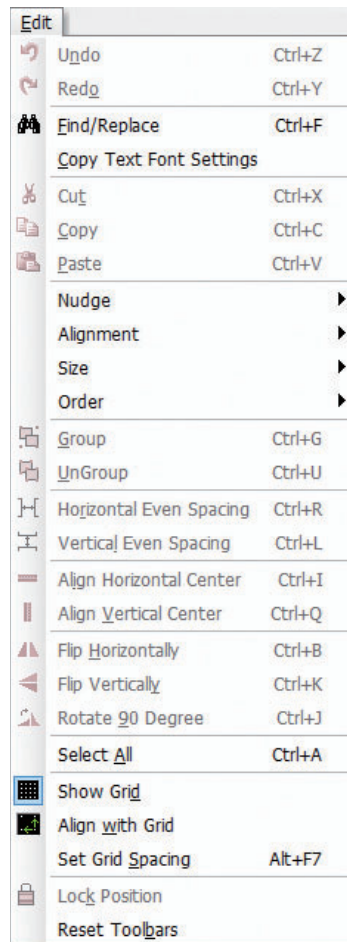 Edit
Undo Ctrl+Z
Redo Ctrl+Y
Find/Replace Ctrl+F
Copy Text Font Settings
Cut Ctrl+X
Copy Ctrl+C
Paste Ctrl+V
Nudge
Alignment
Size
Order
Group Ctrl+G
UnGroup Ctrl+U
Horizontal Even Spacing Ctrl+R
Vertical Even Spacing Ctrl+L
Align Horizontal Center Ctrl+I
Align Vertical Center Ctrl+Q
Flip Horizontally Ctrl+B
Flip Vertically Ctrl+K
Rotate 90 Degree Ctrl+J
Select All Ctrl+A
Show Grid
Align with Grid
Set Grid Spacing Alt+F7
Lock Position
Reset Toolbars